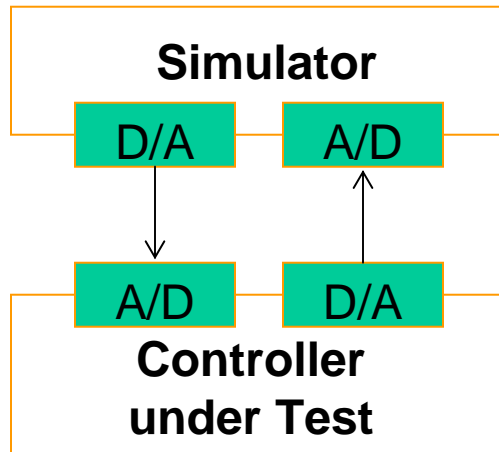 Simulator
D/A A/D
A/D D/A
Controller
under Test